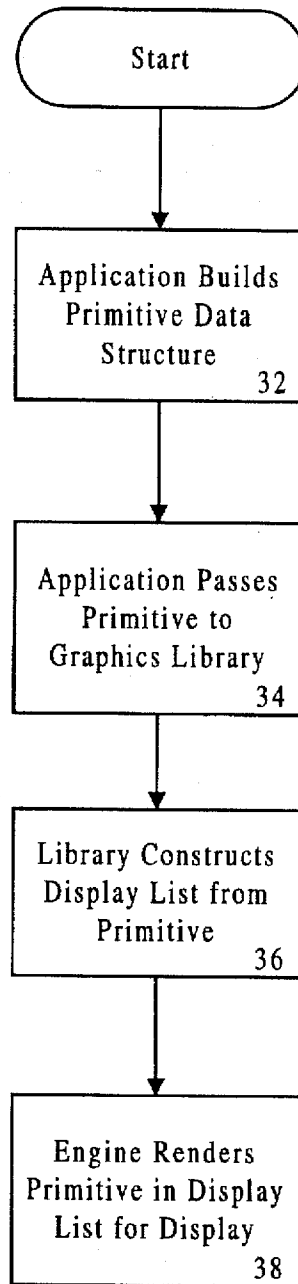 Start
Application Builds
Primitive Data
Structure
32
Application Passes
Primitive to
Graphics Library
34
Library Constructs
Display List from
Primitive
36
Engine Renders
Primitive in Display
List for Display
38